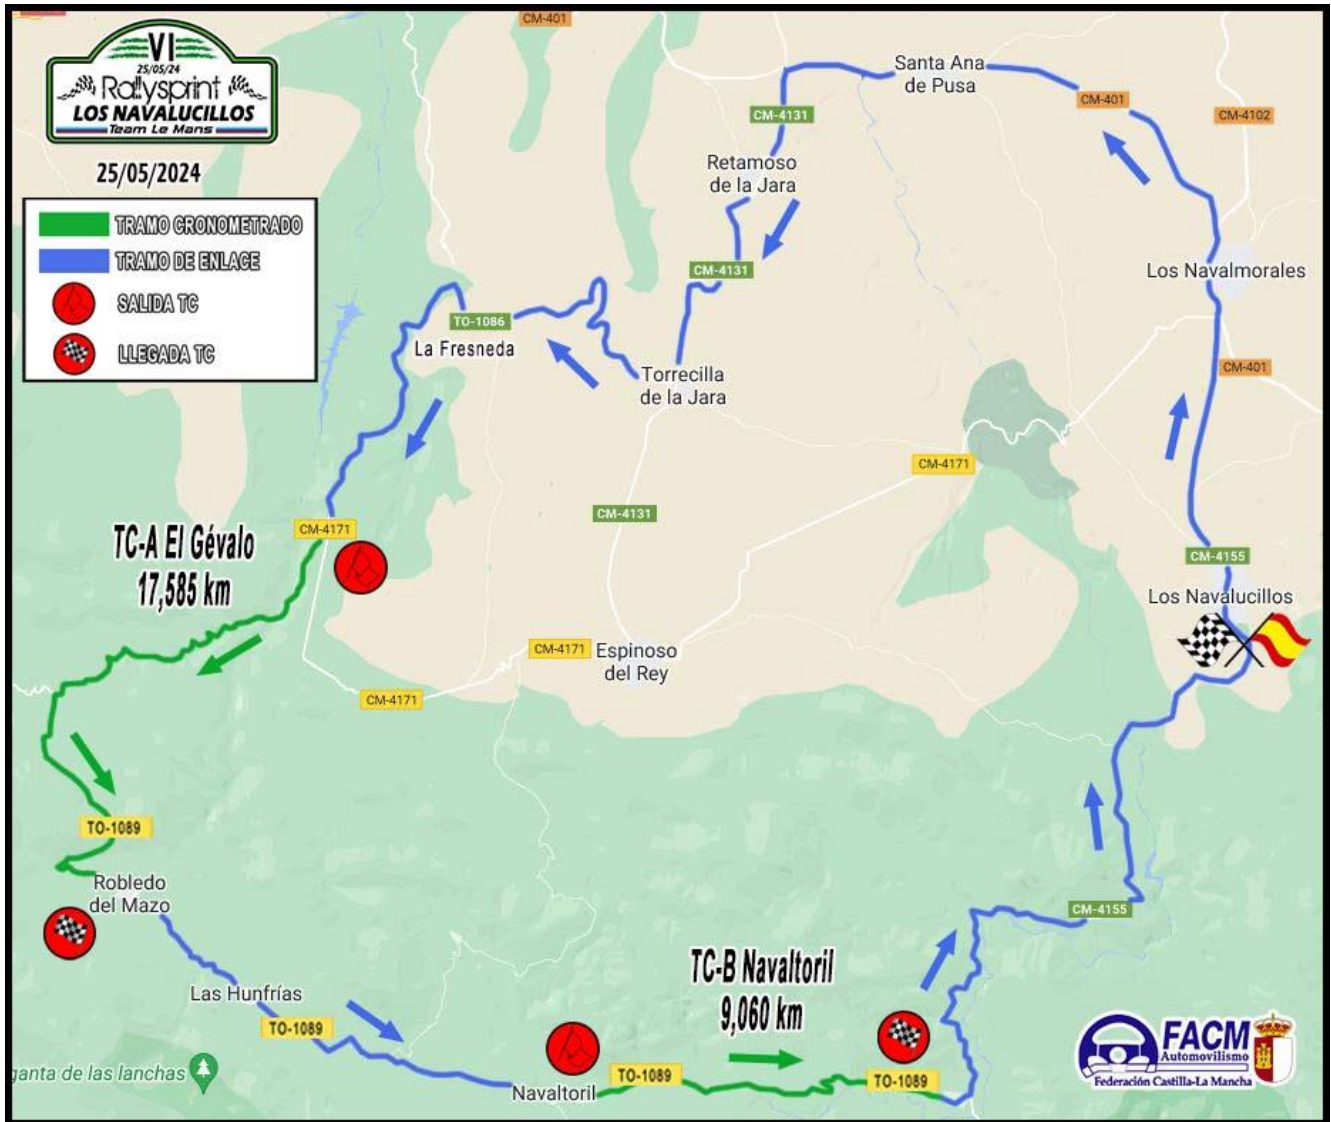 CM-401
VI
25/05/24
Rallysprint
LOS NAVALUCILLOS
Team Le Mans
25/05/2024
TRAMO CRONOMETRADO
TRAMO DE ENLACE
SALIDA TC
LLEGADA TC
Santa Ana
de Pusa
CM-401
CM-4102
CM-4131
Retamoso
de la Jara
CM-4131
Los Navalmorales
TO-1086
La Fresneda
Torrecilla
de la Jara
CM-401
CM-4171
CM-4131
CM-4171
TC-A El Gévalo
17,585 km
CM-4155
Los Navalucillos
CM-4171
Espinoso
del Rey
CM-4171
TO-1089
Robledo
del Mazo
CM-4155
TC-B Navaltoril
9,060 km
Las Hunfrías
TO-1089
ganta de las lanchas
Navaltoril
TO-1089
TO-1089
FACM
Automovilismo
Federación Castilla-La Mancha